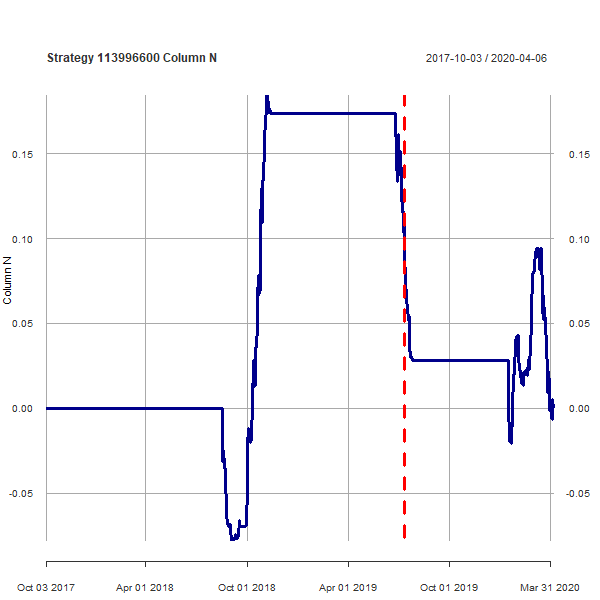 Strategy 113996600 Column N
2017-10-03 / 2020-04-06
0.15 0.15
0.10 0.10
0.05 0.05
0.00 0.00
-0.05 -0.05
Column N
Oct 03 2017 Apr 01 2018 Oct 01 2018 Apr 01 2019 Oct 01 2019 Mar 31 2020